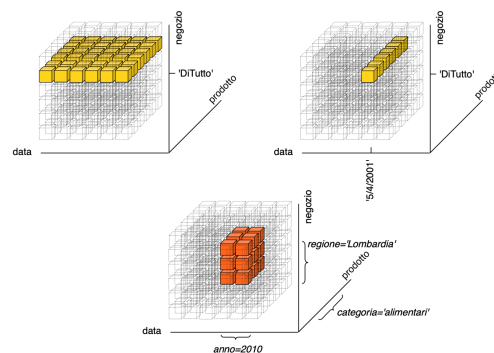 negozio
'DiTutto'
prodotto
data
negozio
'DiTutto'
prodotto
data
'5/4/2001'
negozio
regione='Lombardia'
prodotto
categoria='alimentari'
data
anno=2010